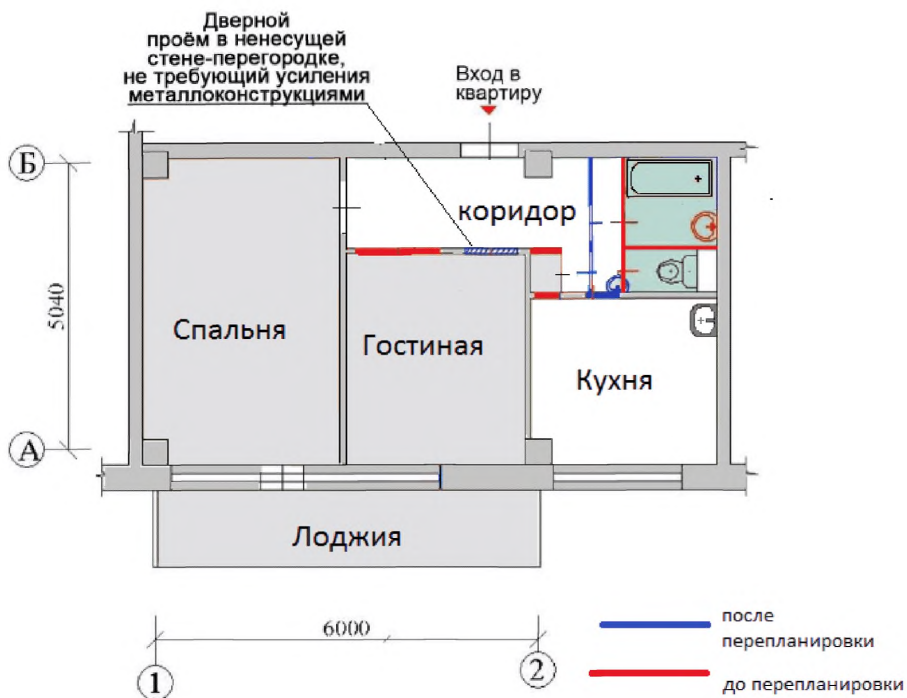 Дверной
проём в ненесущей
стене-перегородке,
не требующий усиления
металлоконструкциями
Вход в
квартиру
Б
5040
А
коридор
Спальня
Гостиная
Кухня
Лоджия
6000
1
2
после
перепланировки
до перепланировки